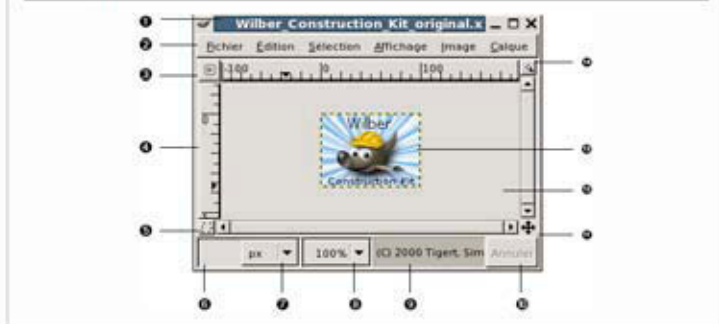 Wilber_Construction_Kit_original.x
Fichier Édition Sélection Affichage Image Calque
-100 0 100
0
Wilber
Construction Kit
px 100% (C) 2000 Tigert, Sim Annuler